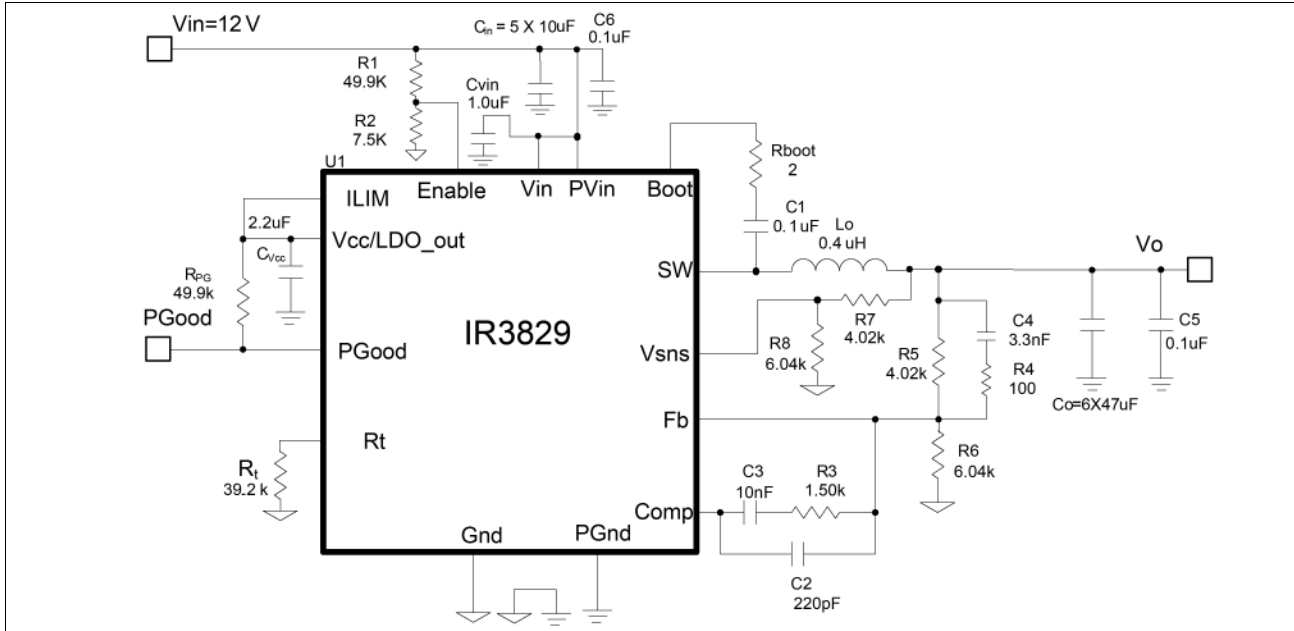 Vin=12 V
Cin = 5 X 10uF
C6
0.1uF
R1
49.9K
Cvin
1.0uF
R2
7.5K
U1
Rboot
2
Enable
Vin
PVin
Boot
ILIM
2.2uF
Vcc/LDO_out
CVcc
C1
0.1uF
Lo
0.4 uH
Vo
SW
RPG
49.9k
PGood
PGood
IR3829
R7
4.02k
R8
6.04k
Vsns
R5
4.02k
C4
3.3nF
R4
100
C5
0.1uF
Co=6X47uF
Fb
Rt
Rt
39.2 k
R6
6.04k
C3
10nF
R3
1.50k
Comp
Gnd
PGnd
C2
220pF